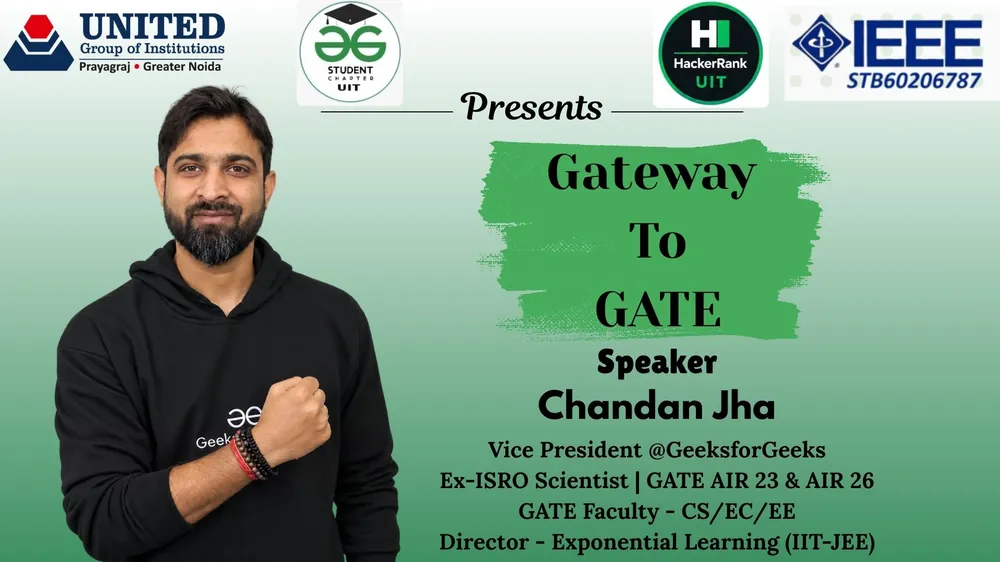 UNITED
Group of Institutions
Prayagraj • Greater Noida
STUDENT
CHAPTER
UIT
HackerRank
UIT
IEEE
STB60206787
Presents
Gateway
To
GATE
Speaker
Chandan Jha
Vice President @GeeksforGeeks
Ex-ISRO Scientist | GATE AIR 23 & AIR 26
GATE Faculty - CS/EC/EE
Director - Exponential Learning (IIT-JEE)
Geeks